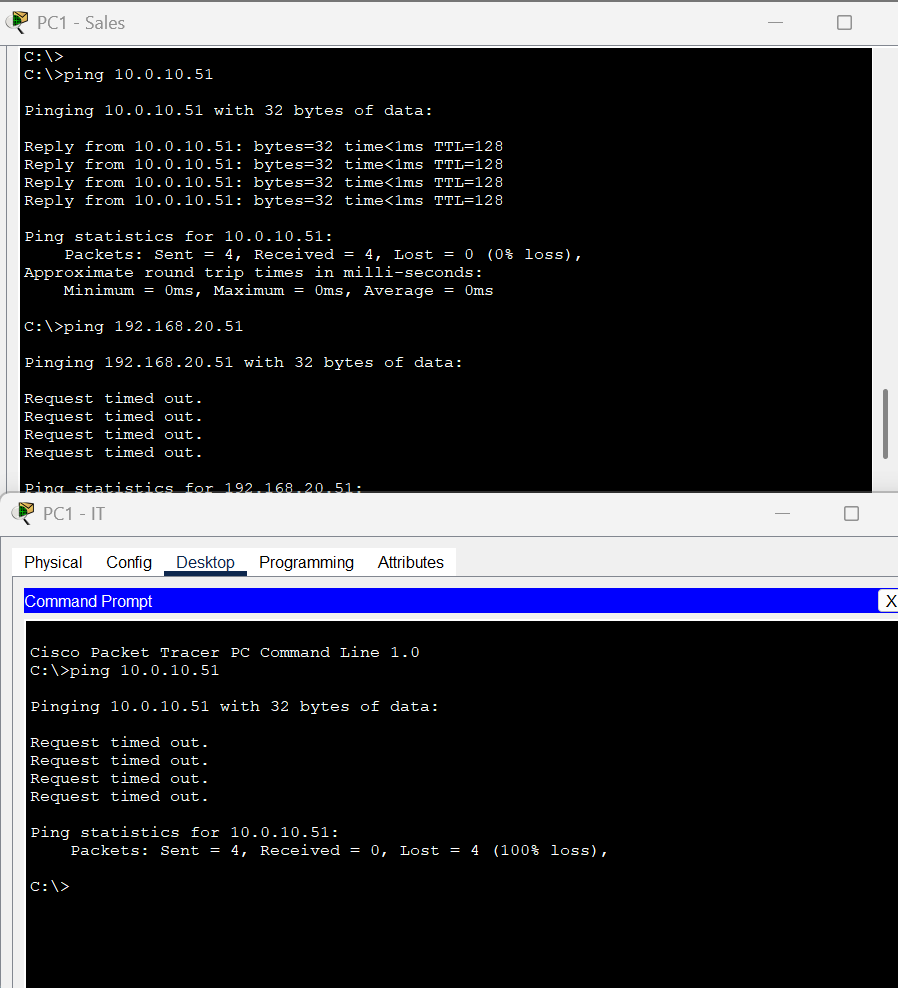 PC1 - Sales
C:\>
C:\>ping 10.0.10.51
Pinging 10.0.10.51 with 32 bytes of data:
Reply from 10.0.10.51: bytes=32 time<1ms TTL=128
Reply from 10.0.10.51: bytes=32 time<1ms TTL=128
Reply from 10.0.10.51: bytes=32 time<1ms TTL=128
Reply from 10.0.10.51: bytes=32 time<1ms TTL=128
Ping statistics for 10.0.10.51:
Packets: Sent = 4, Received = 4, Lost = 0 (0% loss),
Approximate round trip times in milli-seconds:
Minimum = 0ms, Maximum = 0ms, Average = 0ms
C:\>ping 192.168.20.51
Pinging 192.168.20.51 with 32 bytes of data:
Request timed out.
Request timed out.
Request timed out.
Request timed out.
Ping statistics for 192.168.20.51:
PC1 - IT
Physical Config Desktop Programming Attributes
Command Prompt X
Cisco Packet Tracer PC Command Line 1.0
C:\>ping 10.0.10.51
Pinging 10.0.10.51 with 32 bytes of data:
Request timed out.
Request timed out.
Request timed out.
Request timed out.
Ping statistics for 10.0.10.51:
Packets: Sent = 4, Received = 0, Lost = 4 (100% loss),
C:\>